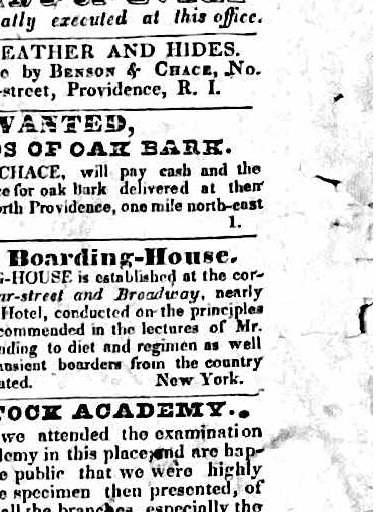 ally executed at this office.
EATHER AND HIDES.
by BENSON & CHACE, No.
-street, Providence, R. I.
WANTED,
OF OAK BARK.
CHACE, will pay cash and the
for oak bark delivered at their
rth Providence, one mile north-east
1.
Boarding-House.
G-HOUSE is established at the cor-
ar-street and Broadway, nearly
Hotel, conducted on the principles
commended in the lectures of Mr.
nding to diet and regimen as well
ansient boarders from the country
ated. New York.
TOCK ACADEMY.
we attended the examination
demy in this place, and are hap-
e public that we were highly
e specimen then presented, of
all the branches, especially the